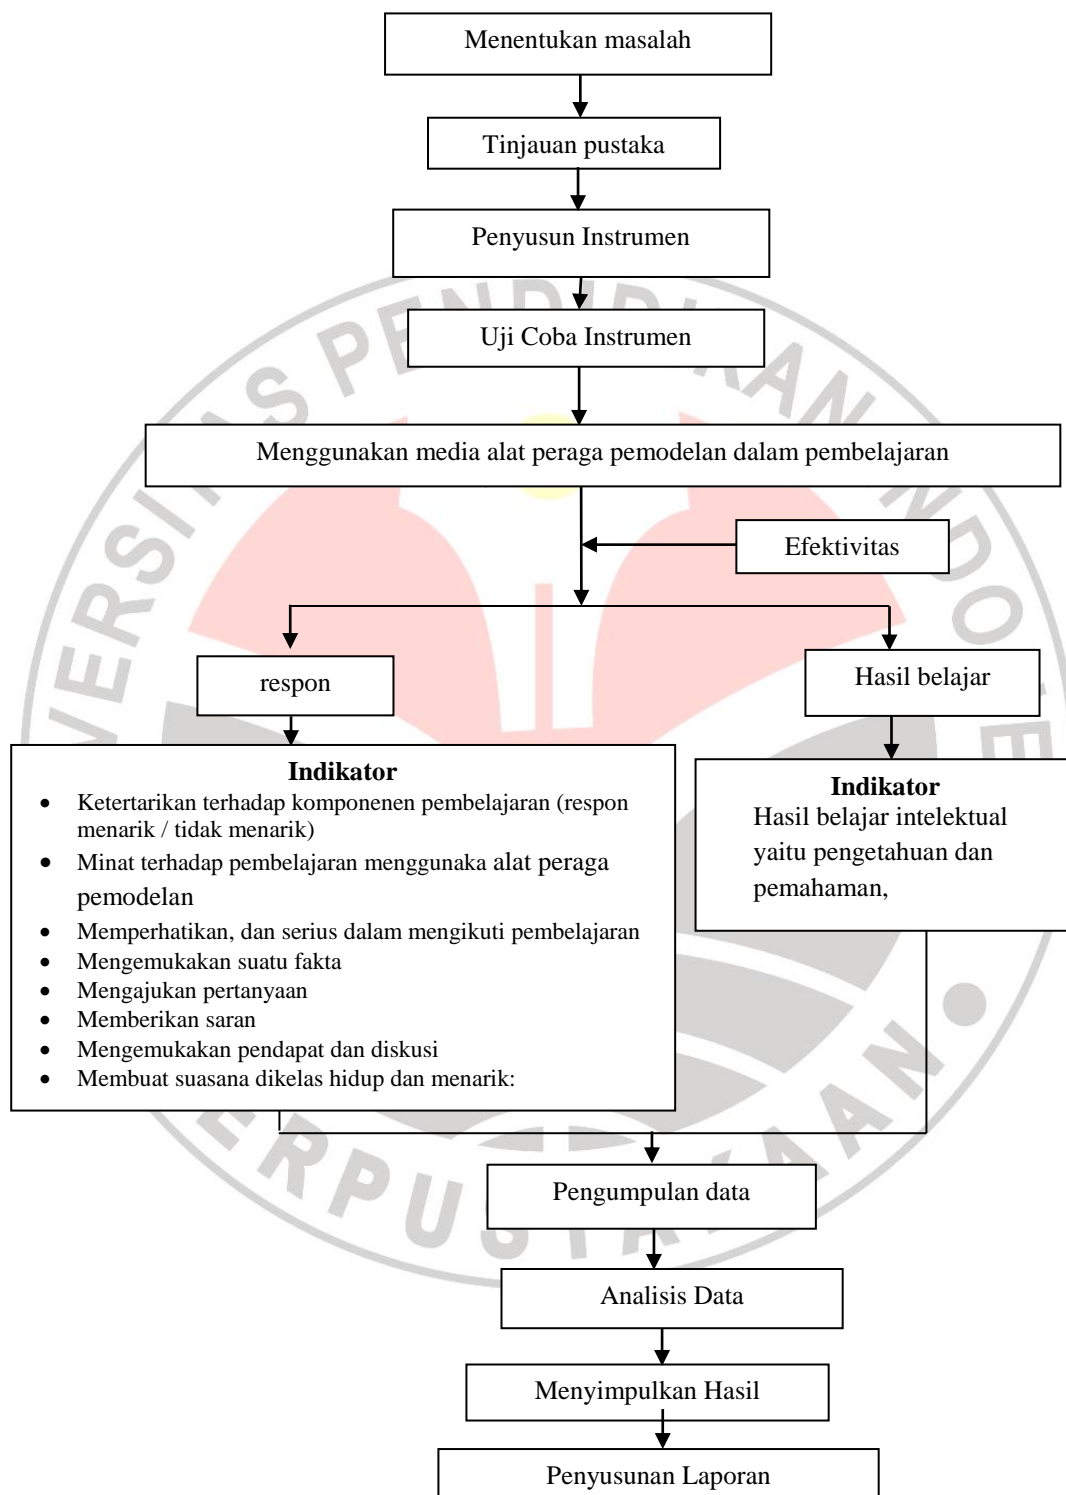 Menentukan masalah
Tinjauan pustaka
Penyusun Instrumen
Uji Coba Instrumen
Menggunakan media alat peraga pemodelan dalam pembelajaran
Efektivitas
respon
Hasil belajar
Indikator
• Ketertarikan terhadap komponenen pembelajaran (respon
menarik / tidak menarik)
• Minat terhadap pembelajaran menggunaka alat peraga
pemodelan
• Memperhatikan, dan serius dalam mengikuti pembelajaran
• Mengemukakan suatu fakta
• Mengajukan pertanyaan
• Memberikan saran
• Mengemukakan pendapat dan diskusi
• Membuat suasana dikelas hidup dan menarik:
Indikator
Hasil belajar intelektual
yaitu pengetahuan dan
pemahaman,
Pengumpulan data
Analisis Data
Menyimpulkan Hasil
Penyusunan Laporan
PERPUSTAKAAN